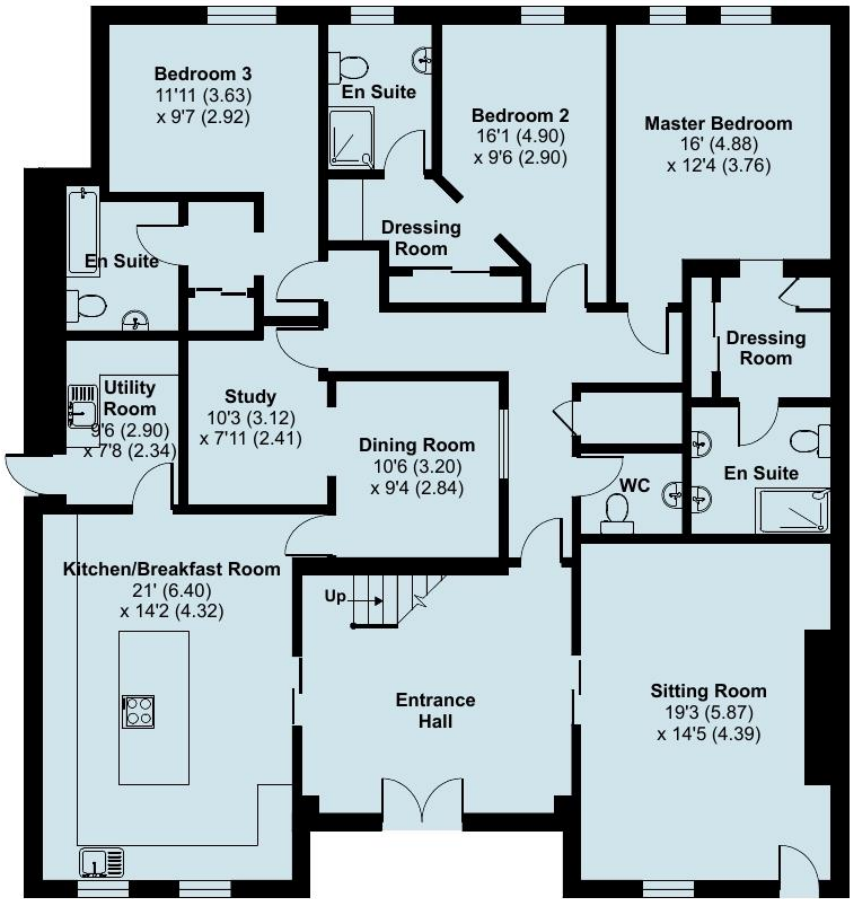 Bedroom 3
11'11 (3.63)
x 9'7 (2.92)
En Suite
Bedroom 2
16'1 (4.90)
x 9'6 (2.90)
Master Bedroom
16' (4.88)
x 12'4 (3.76)
Dressing
Room
En Suite
Dressing
Room
Utility
Room
9'6 (2.90)
x 7'8 (2.34)
Study
10'3 (3.12)
x 7'11 (2.41)
Dining Room
10'6 (3.20)
x 9'4 (2.84)
WC
En Suite
Kitchen/Breakfast Room
21' (6.40)
x 14'2 (4.32)
Up
Entrance
Hall
Sitting Room
19'3 (5.87)
x 14'5 (4.39)